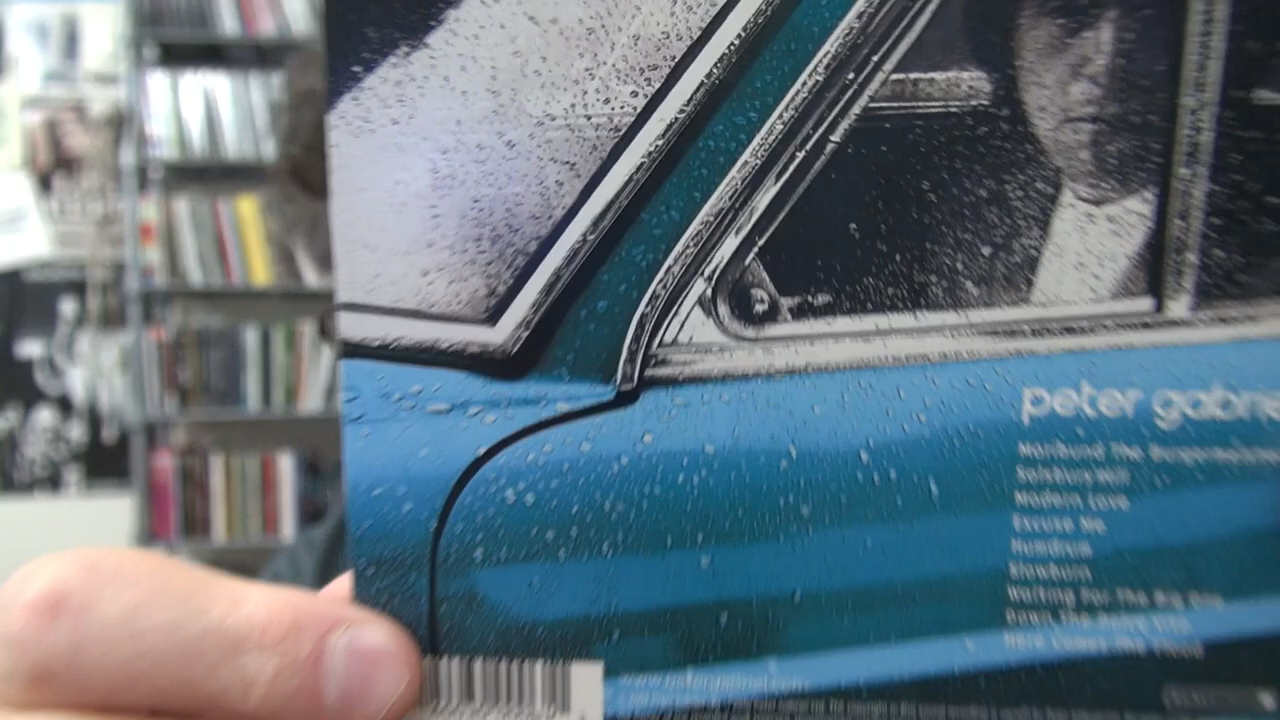 peter gabrie
Moribund The Burgermeister
Solsbury Hill
Modern Love
Excuse Me
Humdrum
Slowburn
Waiting For The Big One
Down The Dolce Vita
Here Comes The Flood